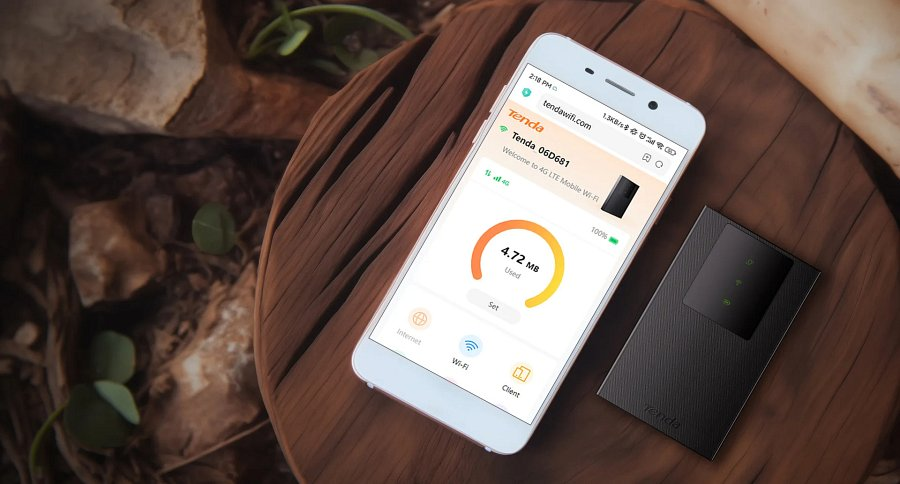 2:18 PM
1.3KB/s
tendawifi.com
Tenda
Tenda 06D681
Welcome to 4G LTE Mobile Wi-Fi
4G
100%
4.72 MB
Used
Set
Internet
Wi-Fi
Client
Tenda